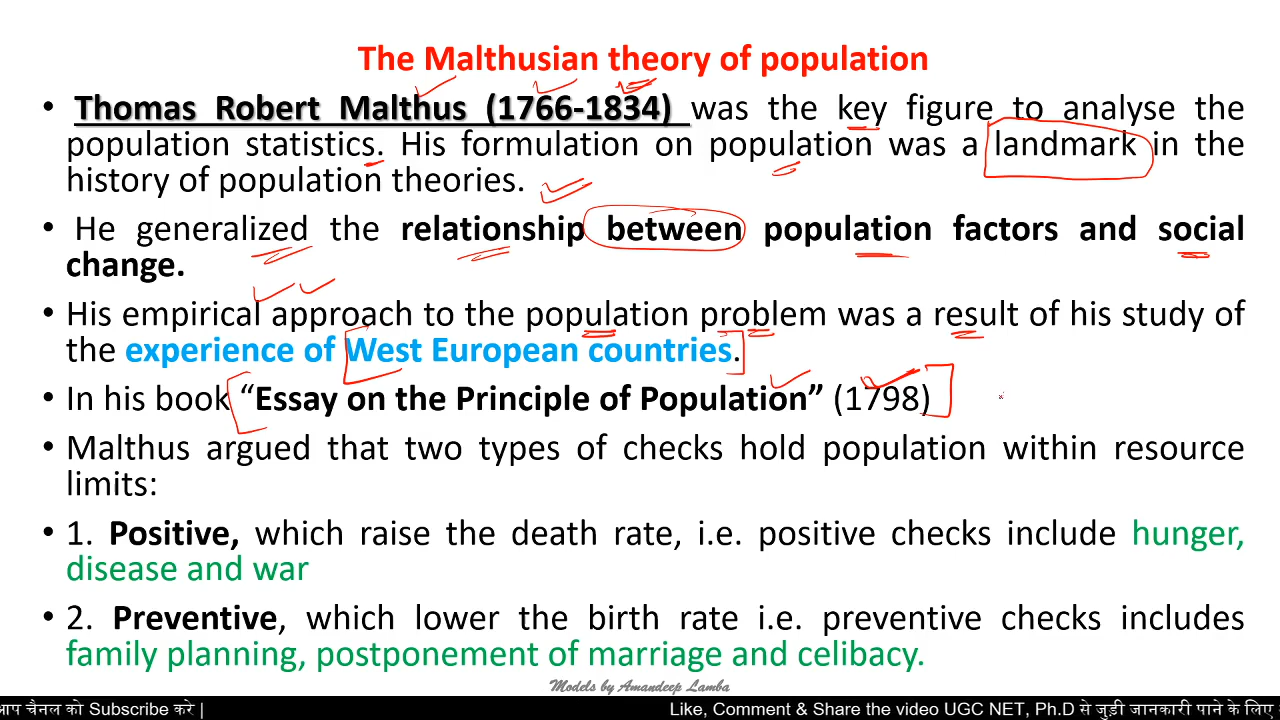 The Malthusian theory of population
• Thomas Robert Malthus (1766-1834) was the key figure to analyse the
population statistics. His formulation on population was a landmark in the
history of population theories.
• He generalized the relationship between population factors and social
change.
• His empirical approach to the population problem was a result of his study of
the experience of West European countries.
• In his book “Essay on the Principle of Population” (1798)
• Malthus argued that two types of checks hold population within resource
limits:
• 1. Positive, which raise the death rate, i.e. positive checks include hunger,
disease and war
• 2. Preventive, which lower the birth rate i.e. preventive checks includes
family planning, postponement of marriage and celibacy.
Models by Amandeep Lamba
आप चैनल को Subscribe करे | Like, Comment & Share the video UGC NET, Ph.D से जुड़ी जानकारी पाने के लिए